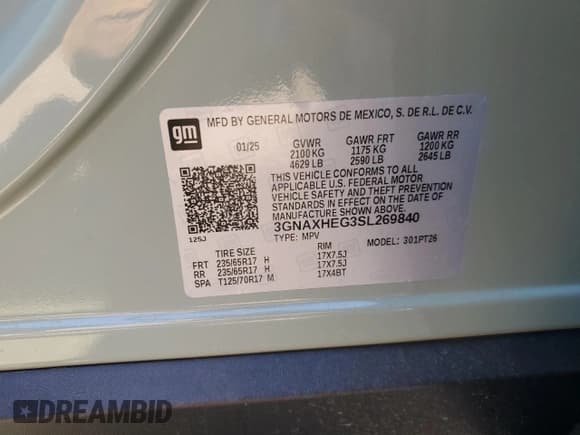 gm
MFD BY GENERAL MOTORS DE MEXICO, S. DE R.L. DE C.V.
01/25 GVWR GAWR FRT GAWR RR
2100 KG 1175 KG 1200 KG
4629 LB 2590 LB 2645 LB
THIS VEHICLE CONFORMS TO ALL
APPLICABLE U.S. FEDERAL MOTOR
VEHICLE SAFETY AND THEFT PREVENTION
STANDARDS IN EFFECT ON THE DATE OF
MANUFACTURE SHOWN ABOVE.
3GNAXHEG3SL269840
TYPE: MPV MODEL: 301PT26
125J
TIRE SIZE RIM
FRT 235/65R17 H 17X7.5J
RR 235/65R17 H 17X7.5J
SPA T125/70R17 M 17X4BT
DREAMBID